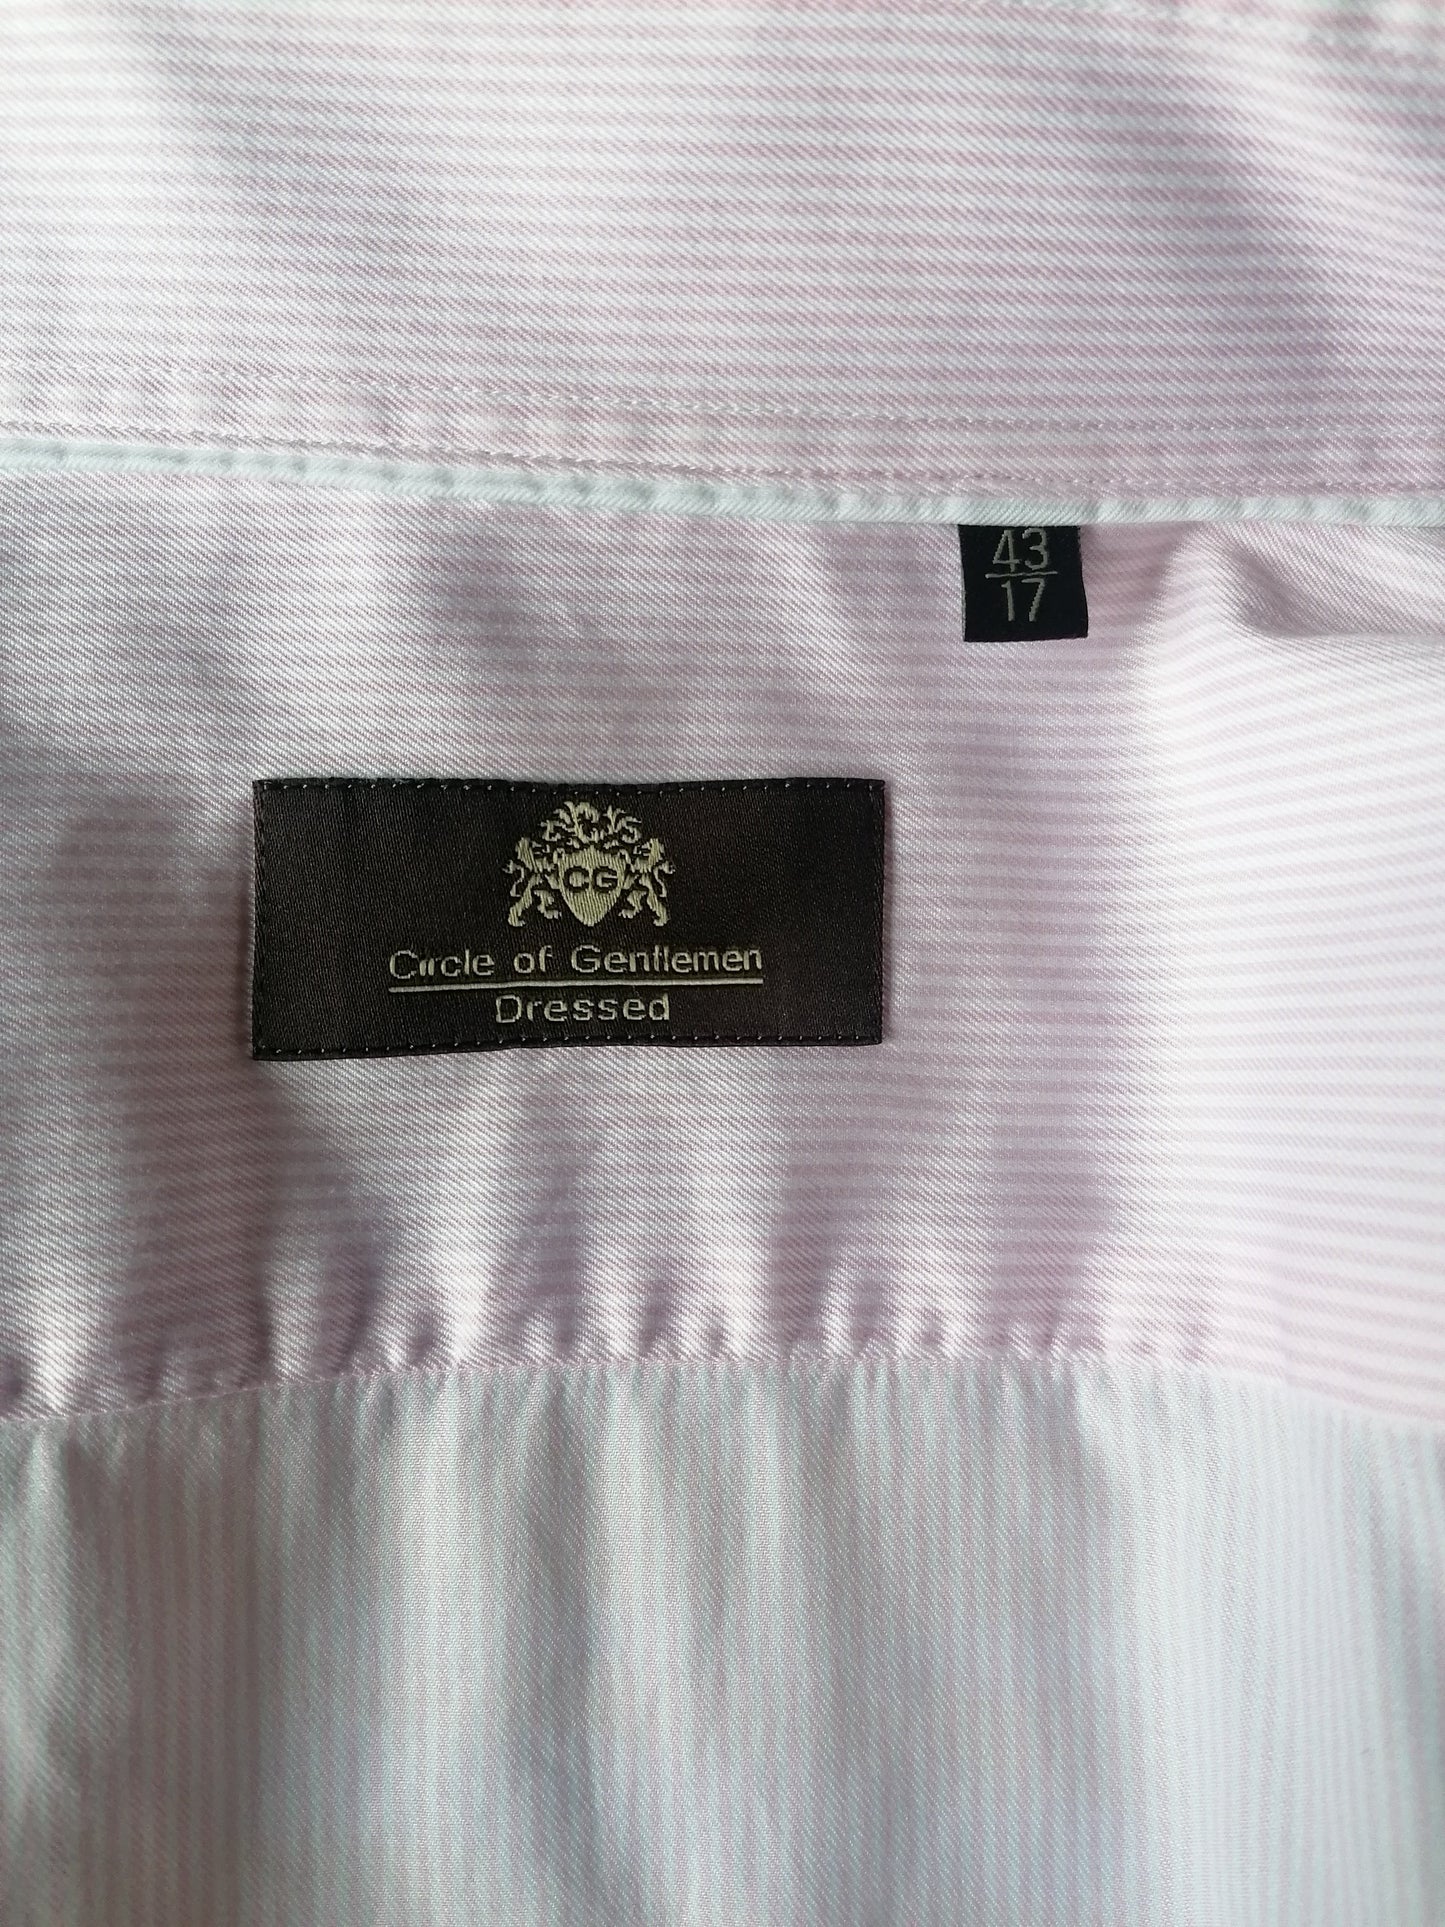 43
17
CG
Circle of Gentlemen
Dressed